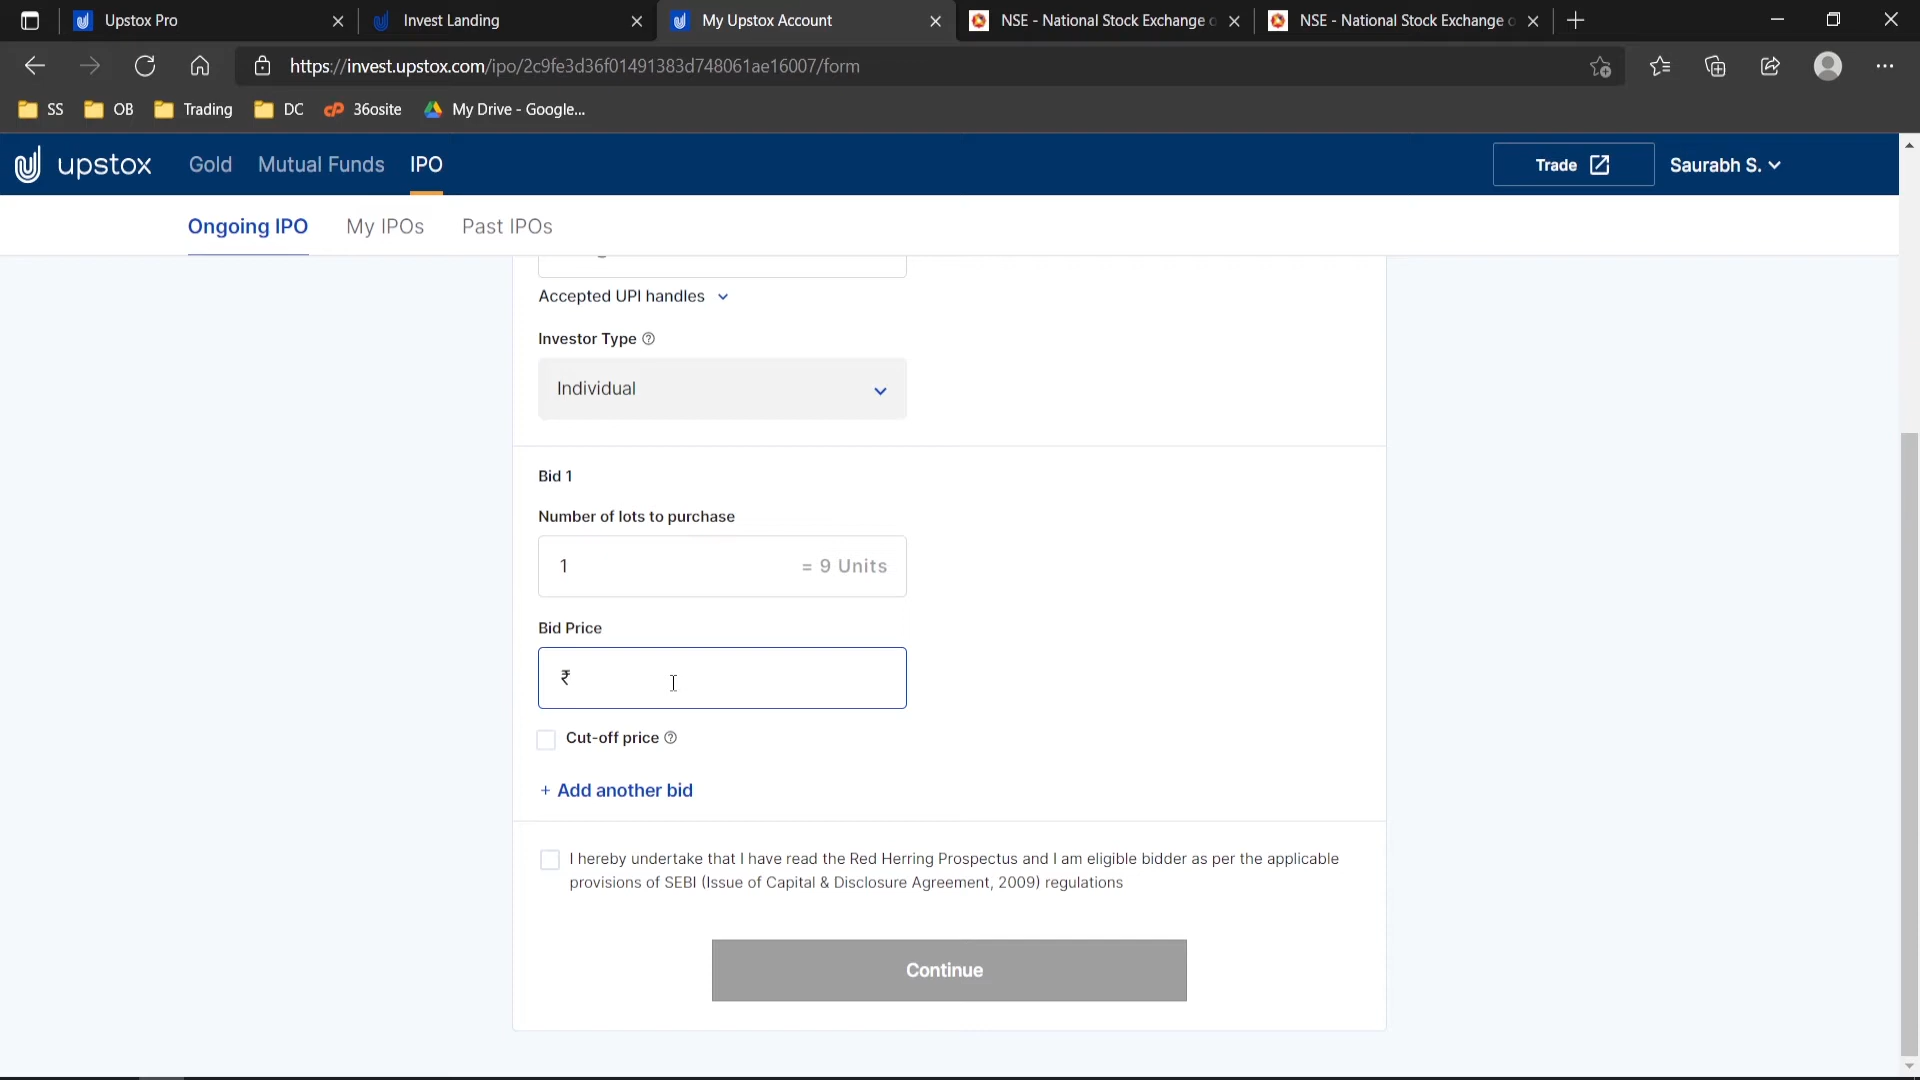 Upstox Pro
Invest Landing
My Upstox Account
NSE - National Stock Exchange o
NSE - National Stock Exchange o
https://invest.upstox.com/ipo/2c9fe3d36f01491383d748061ae16007/form
SS
OB
Trading
DC
36osite
My Drive - Google...
upstox
Gold
Mutual Funds
IPO
Trade
Saurabh S.
Ongoing IPO
My IPOs
Past IPOs
Accepted UPI handles
Investor Type
Individual
Bid 1
Number of lots to purchase
1 = 9 Units
Bid Price
₹
Cut-off price
+ Add another bid
I hereby undertake that I have read the Red Herring Prospectus and I am eligible bidder as per the applicable
provisions of SEBI (Issue of Capital & Disclosure Agreement, 2009) regulations
Continue